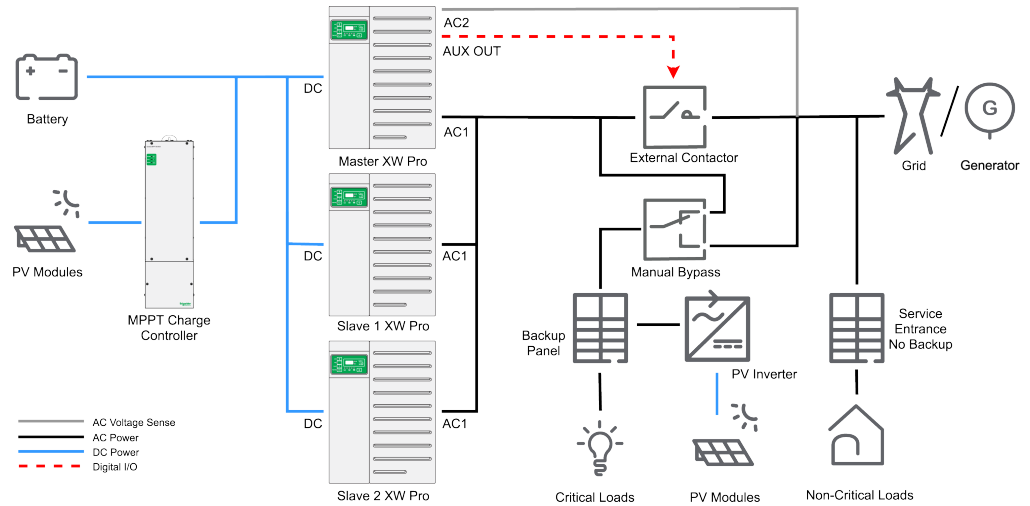 AC2
AUX OUT
Battery
DC
AC1
Master XW Pro
External Contactor
G
Grid
Generator
PV Modules
DC
AC1
Manual Bypass
MPPT Charge
Controller
Slave 1 XW Pro
Backup
Panel
Service
Entrance
No Backup
PV Inverter
DC
AC1
AC Voltage Sense
AC Power
DC Power
Digital I/O
Slave 2 XW Pro
Critical Loads
PV Modules
Non-Critical Loads